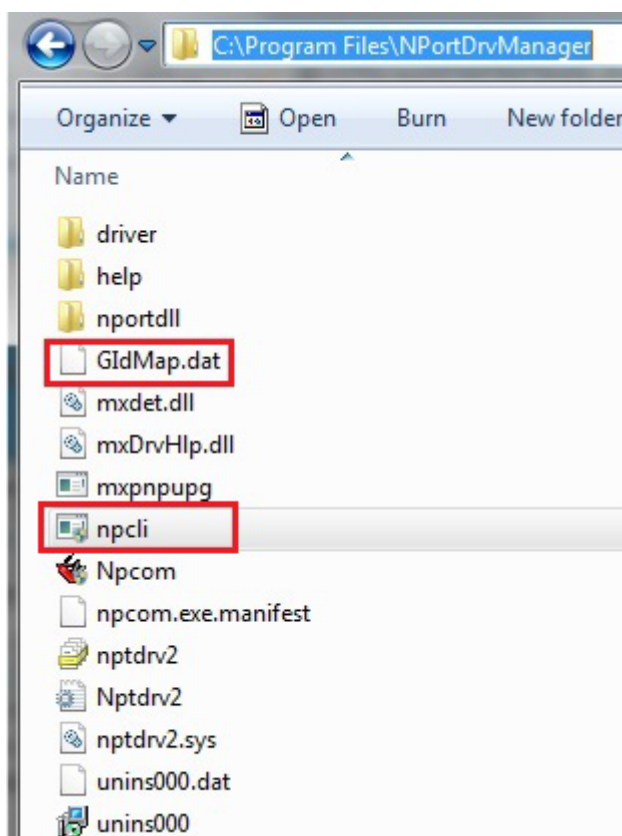 C:\Program Files\NPortDrvManager
Organize Open Burn New folder
Name
driver
help
nportdll
GIdMap.dat
mxdet.dll
mxDrvHlp.dll
mxpnpupg
npcli
Npcom
npcom.exe.manifest
nptdrv2
Nptdrv2
nptdrv2.sys
unins000.dat
unins000